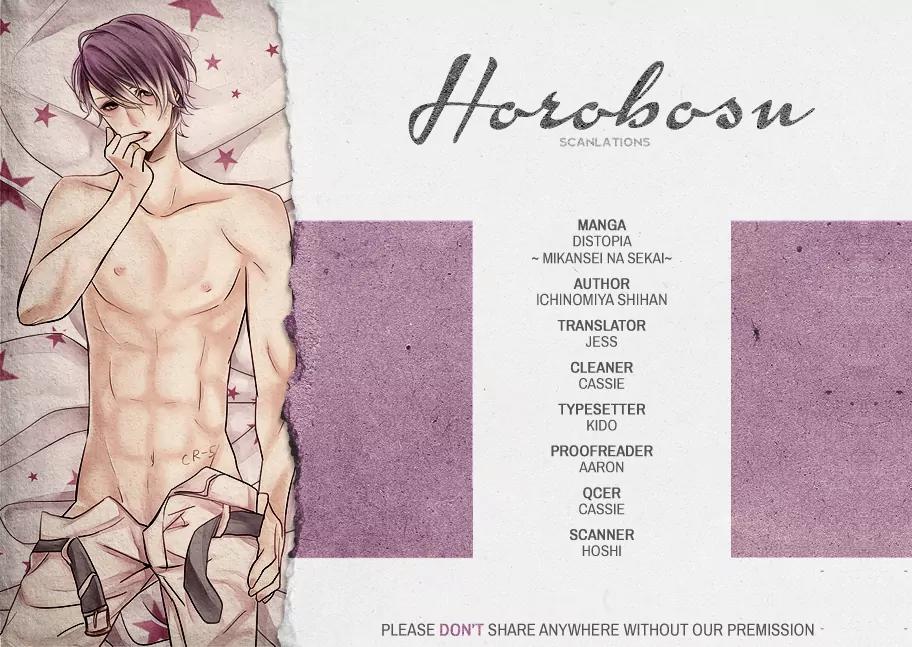 Horobosu
SCANLATIONS
MANGA
DISTOPIA
~ MIKANSEI NA SEKAI~
AUTHOR
ICHINOMIYA SHIHAN
TRANSLATOR
JESS
CLEANER
CASSIE
TYPESETTER
KIDO
PROOFREADER
AARON
QCER
CASSIE
SCANNER
HOSHI
CR-5
PLEASE DON'T SHARE ANYWHERE WITHOUT OUR PREMISSION